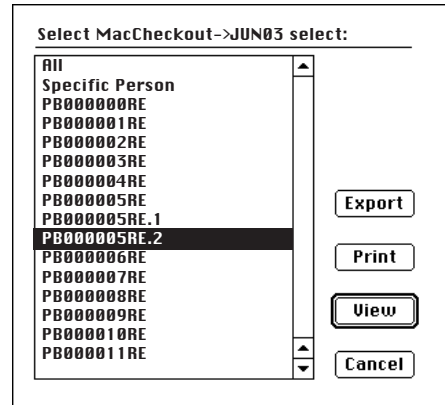 Select MacCheckout->JUN03 select:
All
Specific Person
PB000000RE
PB000001RE
PB000002RE
PB000003RE
PB000004RE
PB000005RE
PB000005RE.1
PB000005RE.2
PB000006RE
PB000007RE
PB000008RE
PB000009RE
PB000010RE
PB000011RE
Export
Print
View
Cancel